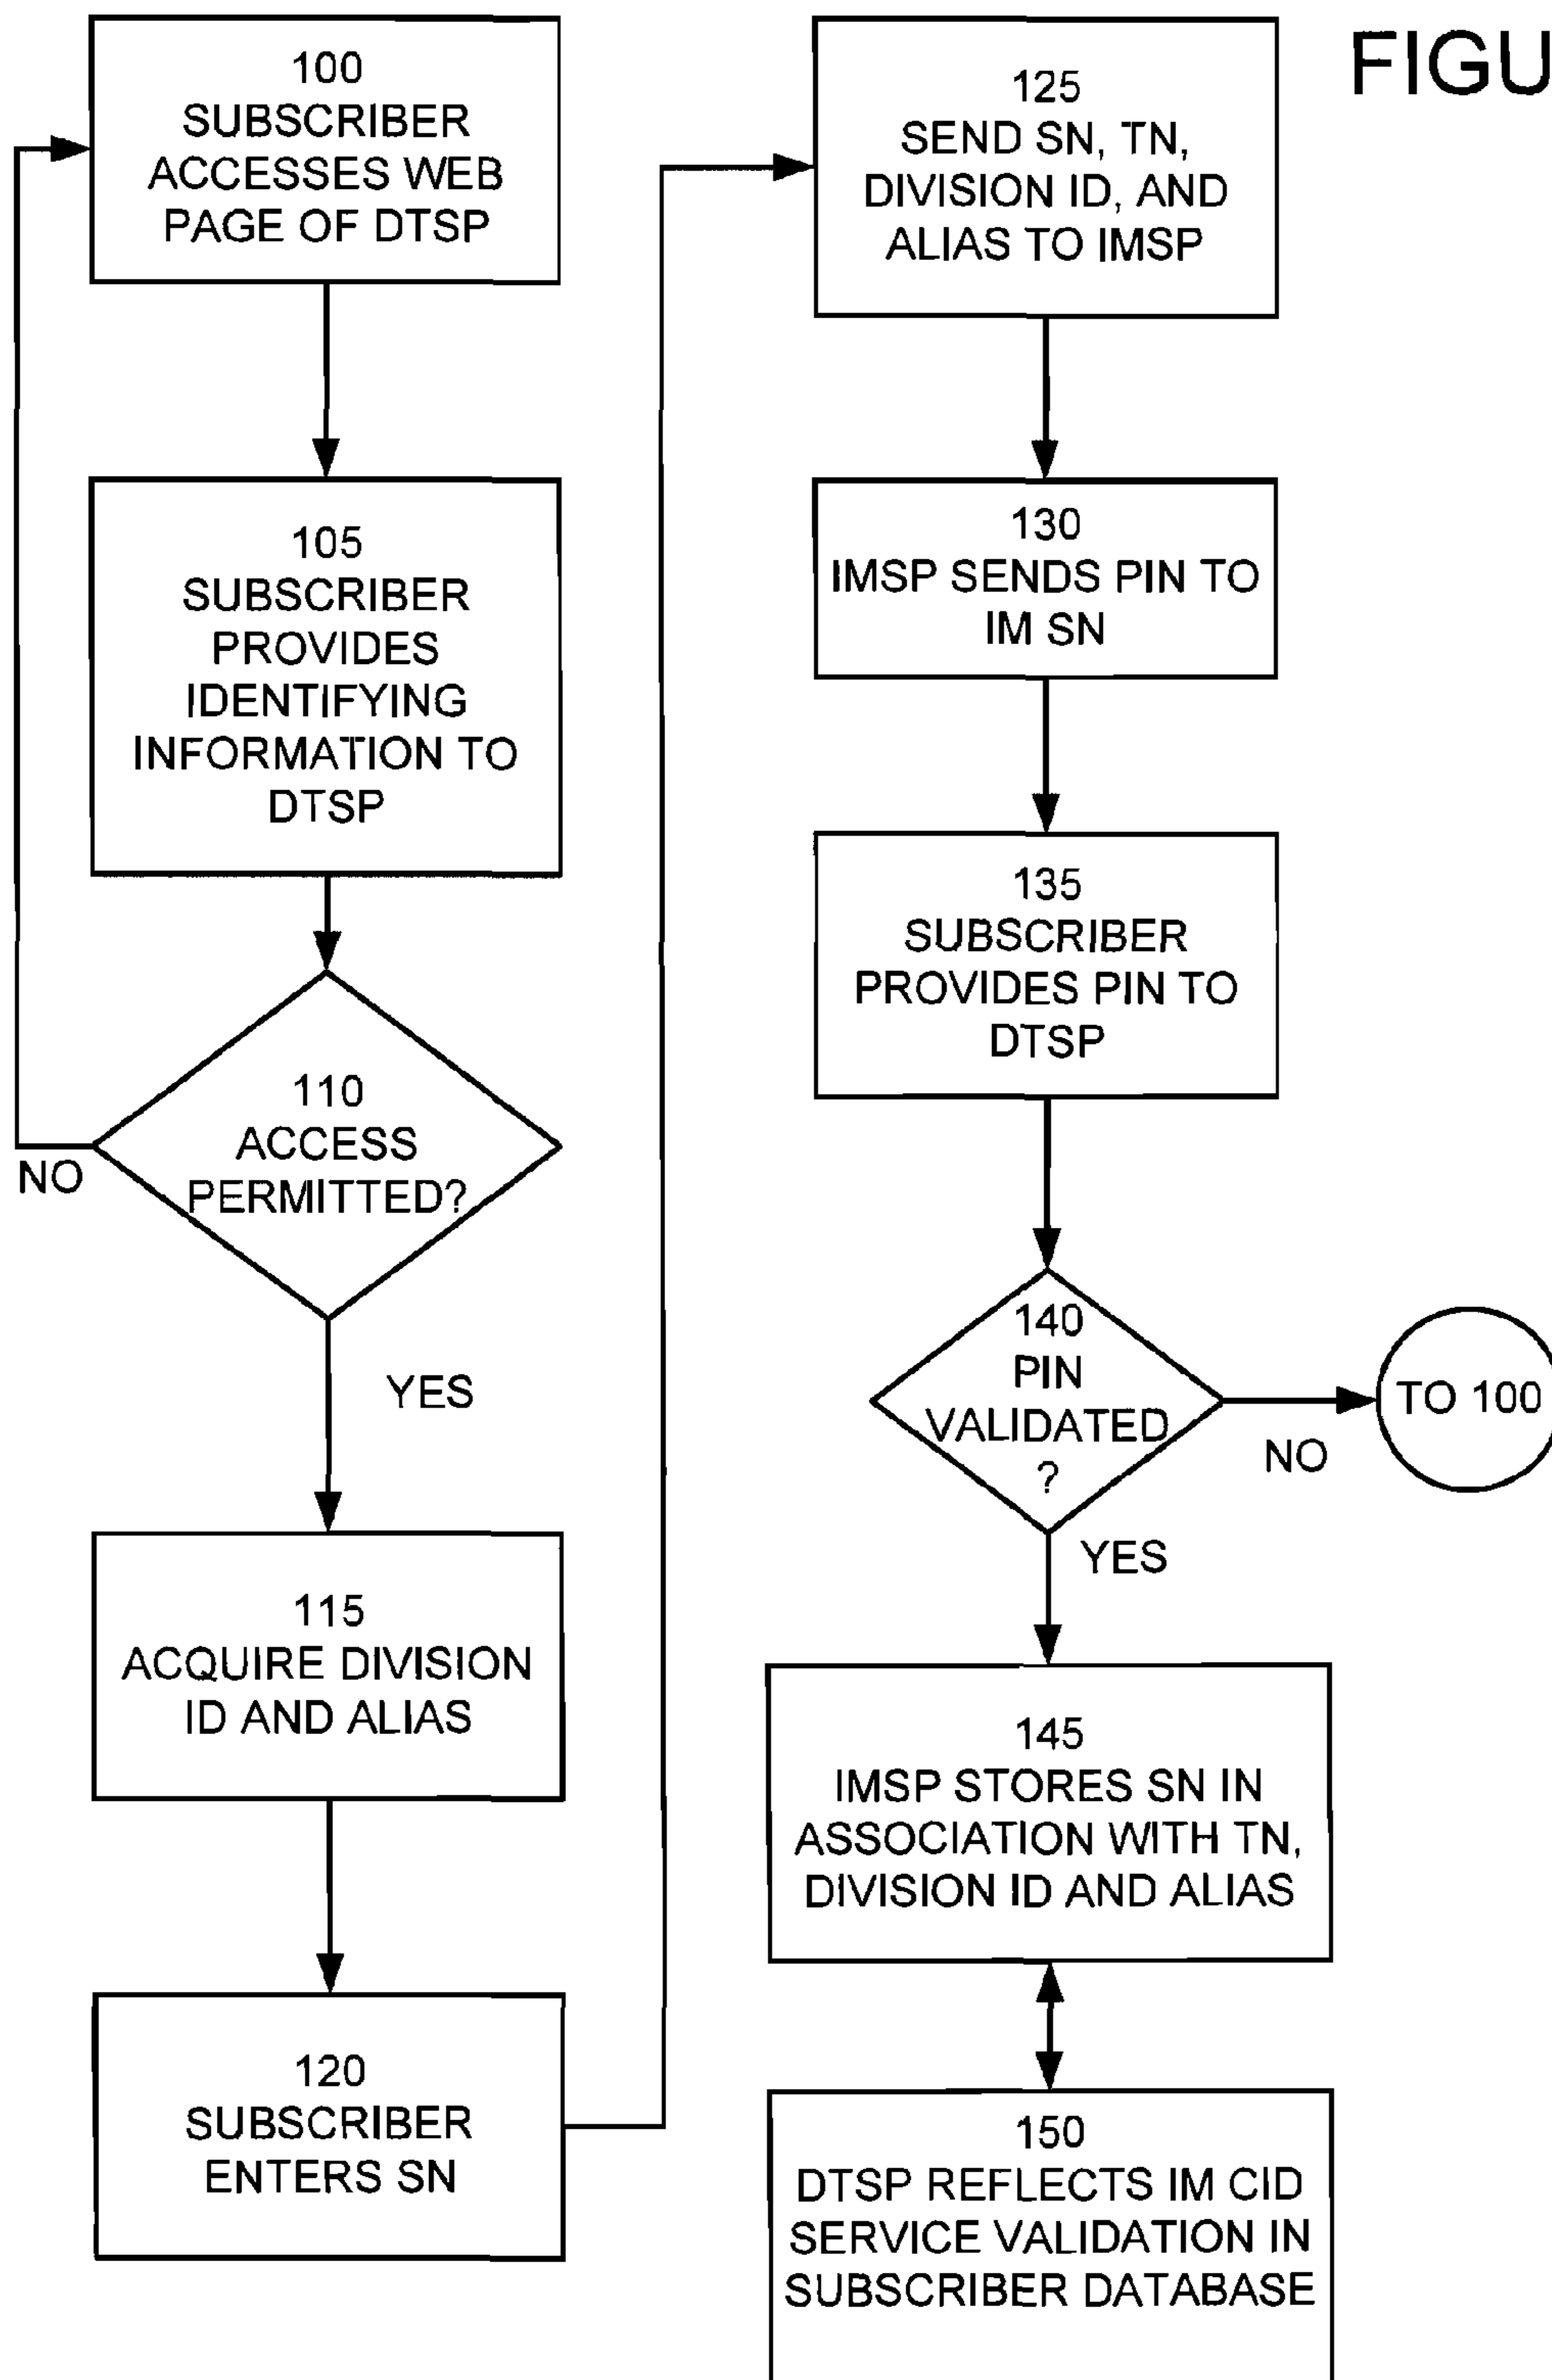 FIGU
100
SUBSCRIBER
ACCESSES WEB
PAGE OF DTSP
105
SUBSCRIBER
PROVIDES
IDENTIFYING
INFORMATION TO
DTSP
110
ACCESS
PERMITTED?
NO
YES
115
ACQUIRE DIVISION
ID AND ALIAS
120
SUBSCRIBER
ENTERS SN
125
SEND SN, TN,
DIVISION ID, AND
ALIAS TO IMSP
130
IMSP SENDS PIN TO
IM SN
135
SUBSCRIBER
PROVIDES PIN TO
DTSP
140
PIN
VALIDATED
?
NO
TO 100
YES
145
IMSP STORES SN IN
ASSOCIATION WITH TN,
DIVISION ID AND ALIAS
150
DTSP REFLECTS IM CID
SERVICE VALIDATION IN
SUBSCRIBER DATABASE